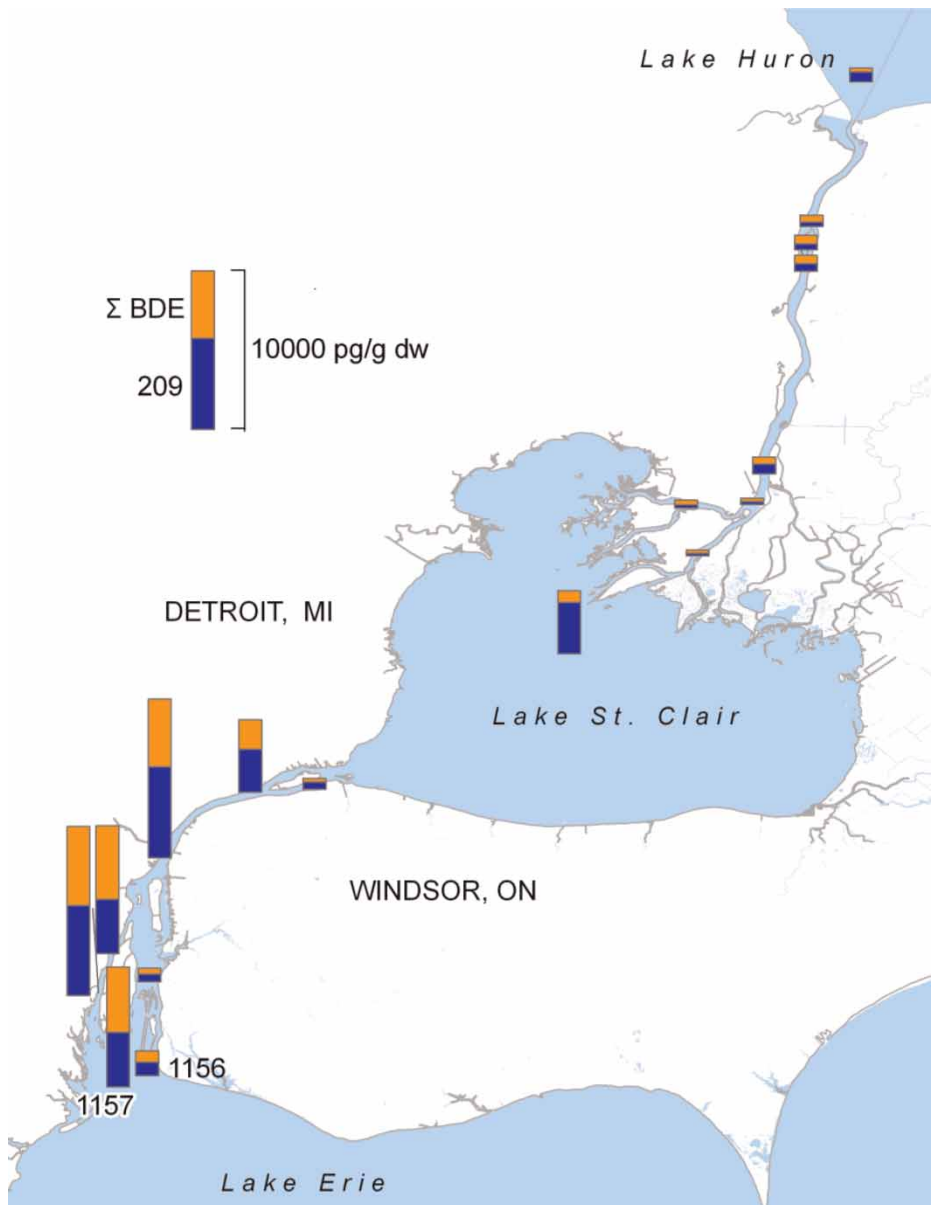 Lake Huron
Σ BDE
10000 pg/g dw
209
DETROIT, MI
Lake St. Clair
WINDSOR, ON
1156
1157
Lake Erie